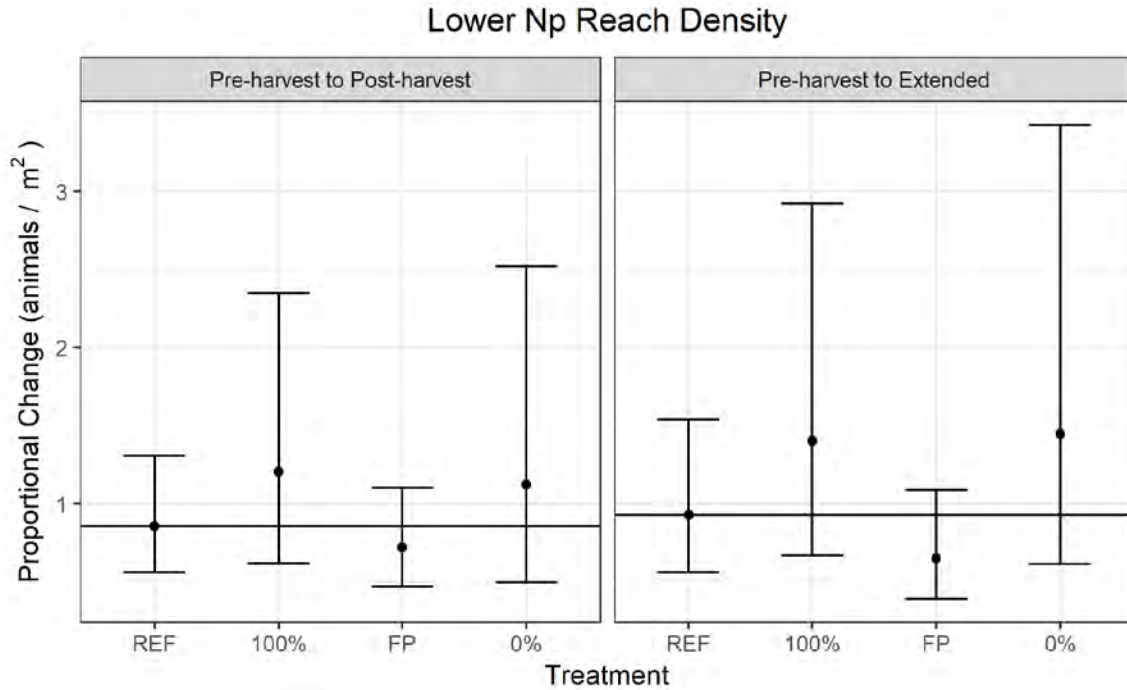 Lower Np Reach Density
Pre-harvest to Post-harvest
Pre-harvest to Extended
Proportional Change (animals / m²)
3
2
1
REF 100% FP 0%
REF 100% FP 0%
Treatment